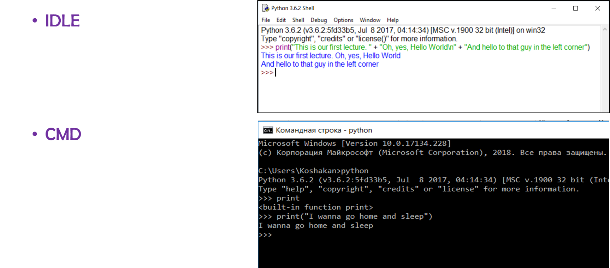 • IDLE
Python 3.6.2 Shell
File Edit Shell Debug Options Window Help
Python 3.6.2 (v3.6.2:5fd33b5, Jul 8 2017, 04:14:34) [MSC v.1900 32 bit (Intel)] on win32
Type "copyright", "credits" or "license()" for more information.
>>> print("This is our first lecture. " + "Oh, yes, Hello World\n" + "And hello to that guy in the left corner")
This is our first lecture. Oh, yes, Hello World
And hello to that guy in the left corner
>>>
• CMD
Командная строка - python
Microsoft Windows [Version 10.0.17134.228]
(c) Корпорация Майкрософт (Microsoft Corporation), 2018. Все права защищены.
C:\Users\Koshakan>python
Python 3.6.2 (v3.6.2:5fd33b5, Jul 8 2017, 04:14:34) [MSC v.1900 32 bit (Inte
Type "help", "copyright", "credits" or "license" for more information.
>>> print
<built-in function print>
>>> print("I wanna go home and sleep")
I wanna go home and sleep
>>>